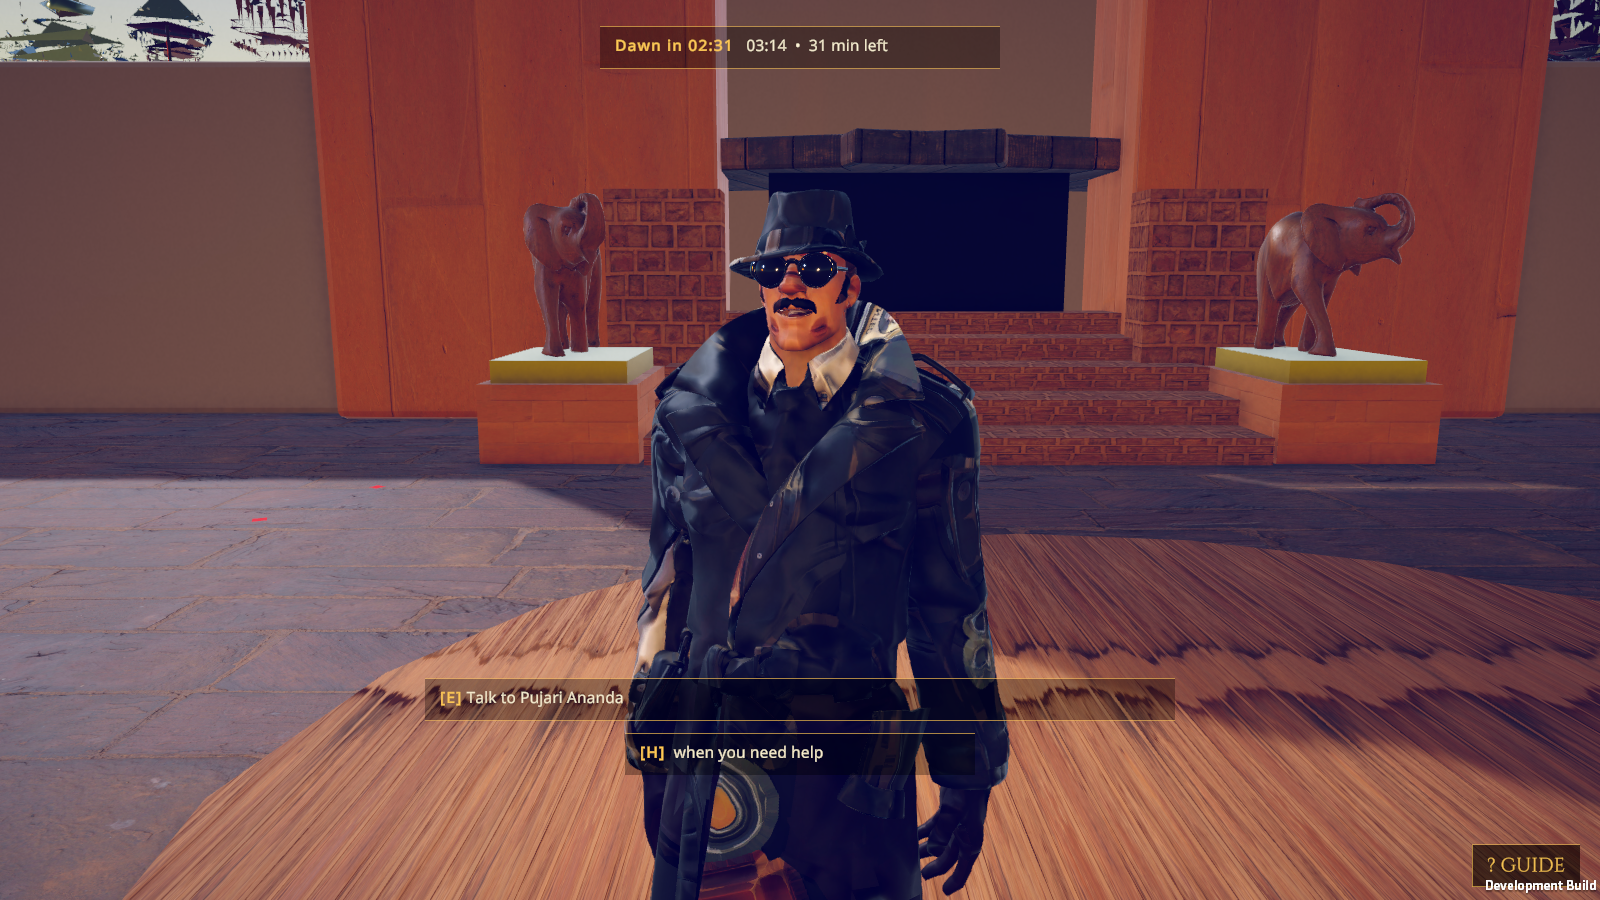 Dawn in 02:31 03:14 • 31 min left
[E] Talk to Pujari Ananda
[H] when you need help
? GUIDE
Development Build